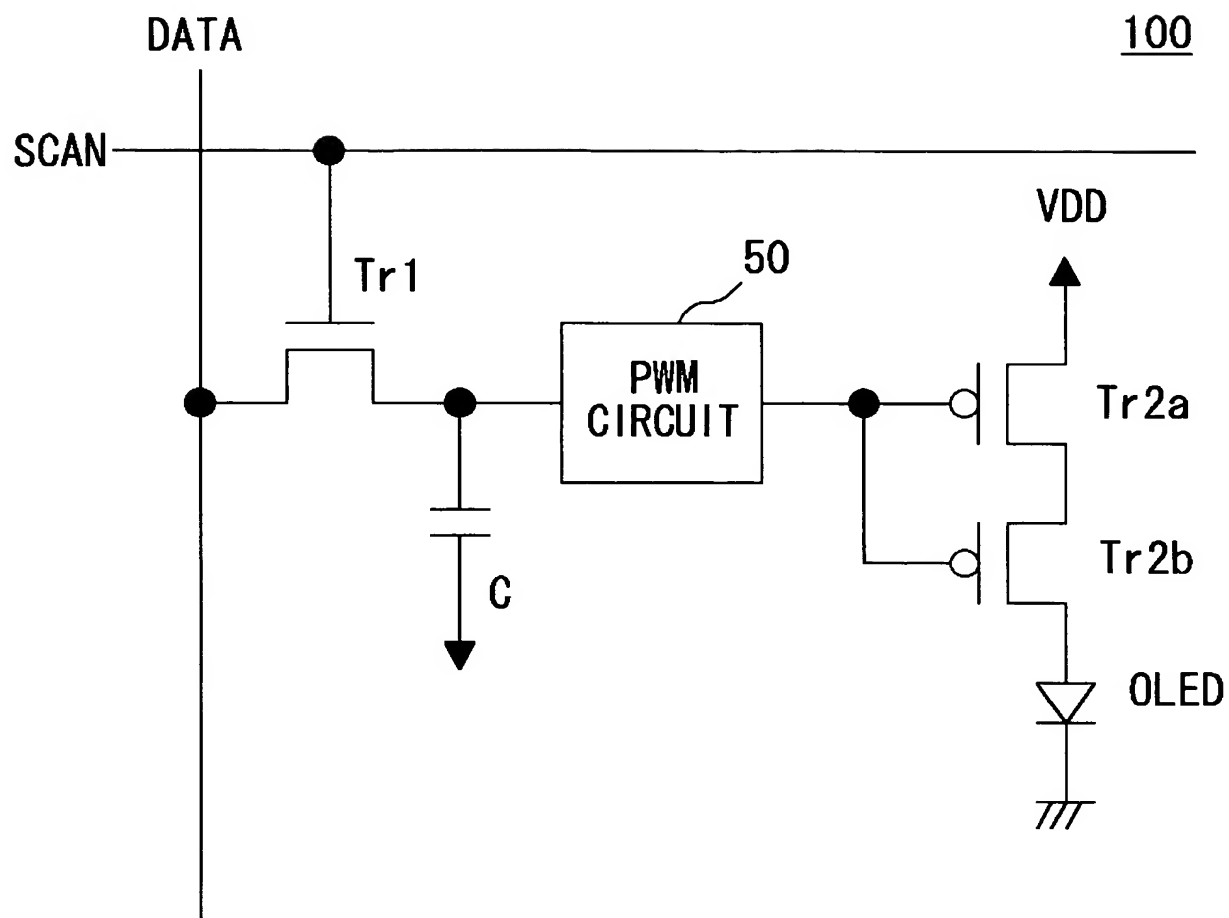 DATA
100
SCAN
VDD
50
Tr1
PWM
CIRCUIT
Tr2a
Tr2b
C
OLED